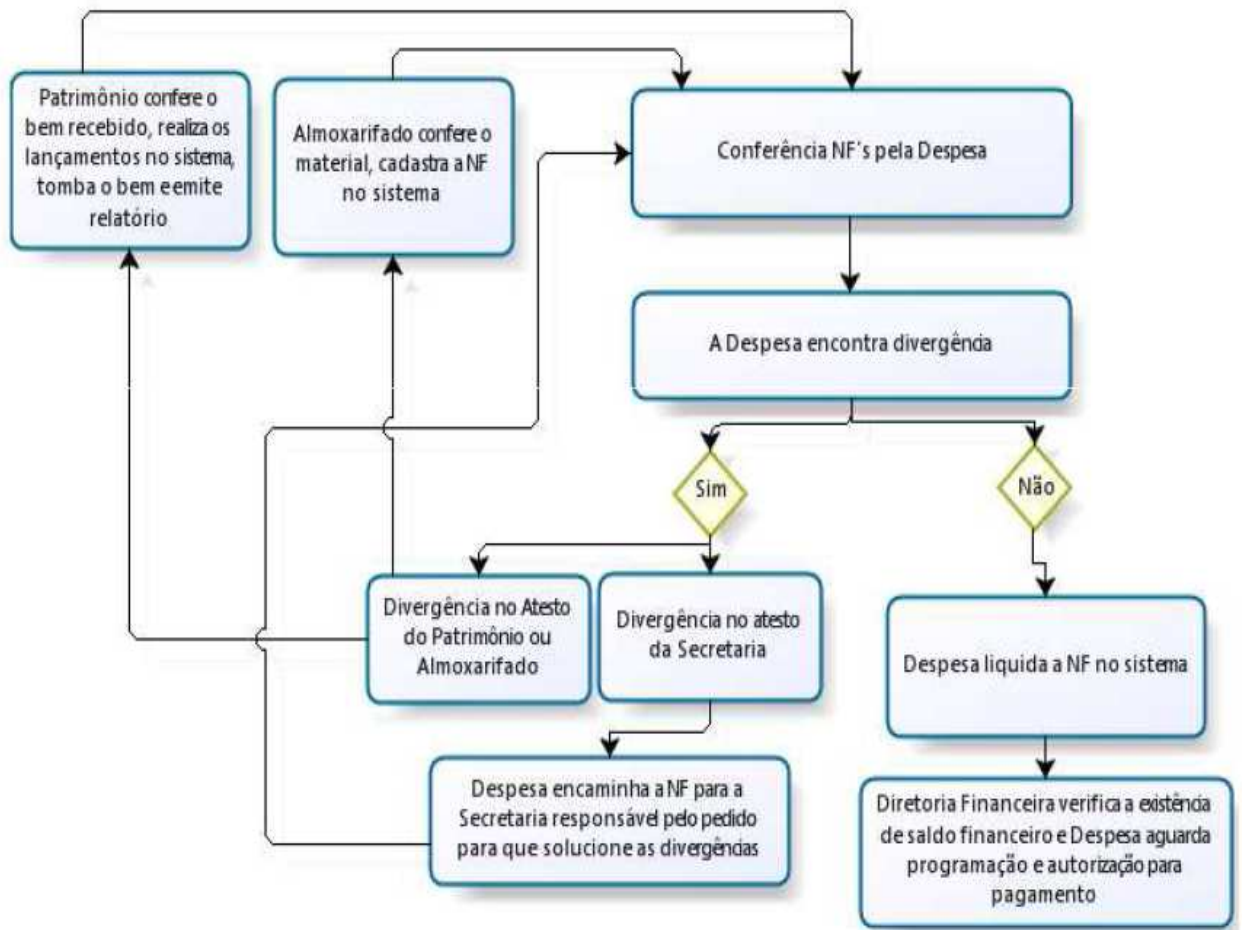 Patrimônio confere o
bem recebido, realiza os
lançamentos no sistema,
tomba o bem e emite
relatório
Almoxarifado confere o
material, cadastra a NF
no sistema
Conferência NF's pela Despesa
A Despesa encontra divergência
Sim
Não
Divergência no Atesto
do Patrimônio ou
Almoxarifado
Divergência no atesto
da Secretaria
Despesa liquida a NF no sistema
Despesa encaminha a NF para a
Secretaria responsável pelo pedido
para que solucione as divergências
Diretoria Financeira verifica a existência
de saldo financeiro e Despesa aguarda
programação e autorização para
pagamento